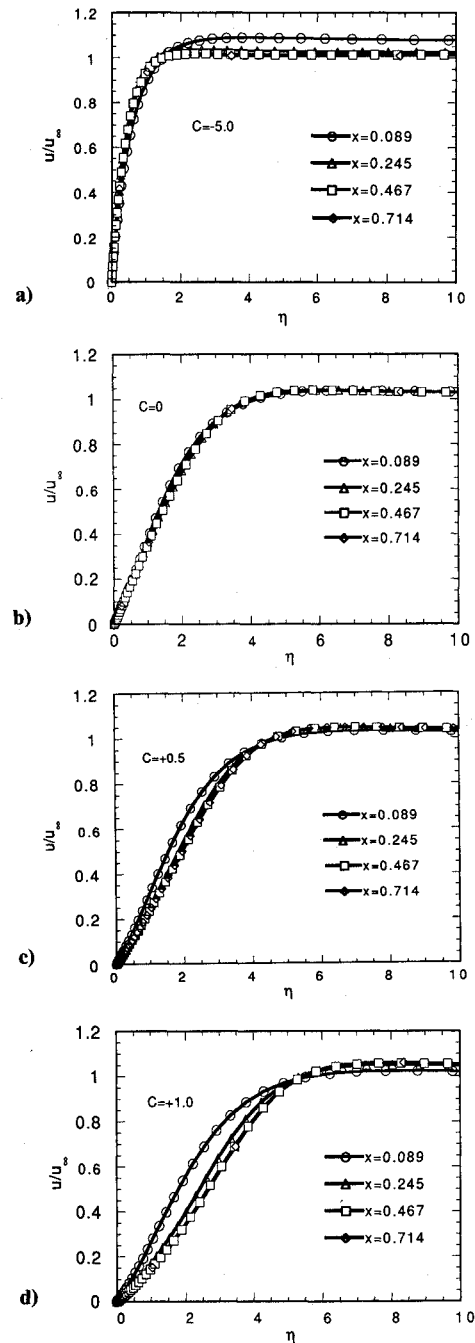 1.2
1
0.8
0.6
0.4
0.2
0
u/u∞
C=-5.0
x=0.089
x=0.245
x=0.467
x=0.714
0 2 4 6 8 10
η
a)
1.2
1
0.8
0.6
0.4
0.2
0
u/u∞
C=0
x=0.089
x=0.245
x=0.467
x=0.714
0 2 4 6 8 10
η
b)
1.2
1
0.8
0.6
0.4
0.2
0
u/u∞
C=+0.5
x=0.089
x=0.245
x=0.467
x=0.714
0 2 4 6 8 10
η
c)
1.2
1
0.8
0.6
0.4
0.2
0
u/u∞
C=+1.0
x=0.089
x=0.245
x=0.467
x=0.714
0 2 4 6 8 10
η
d)